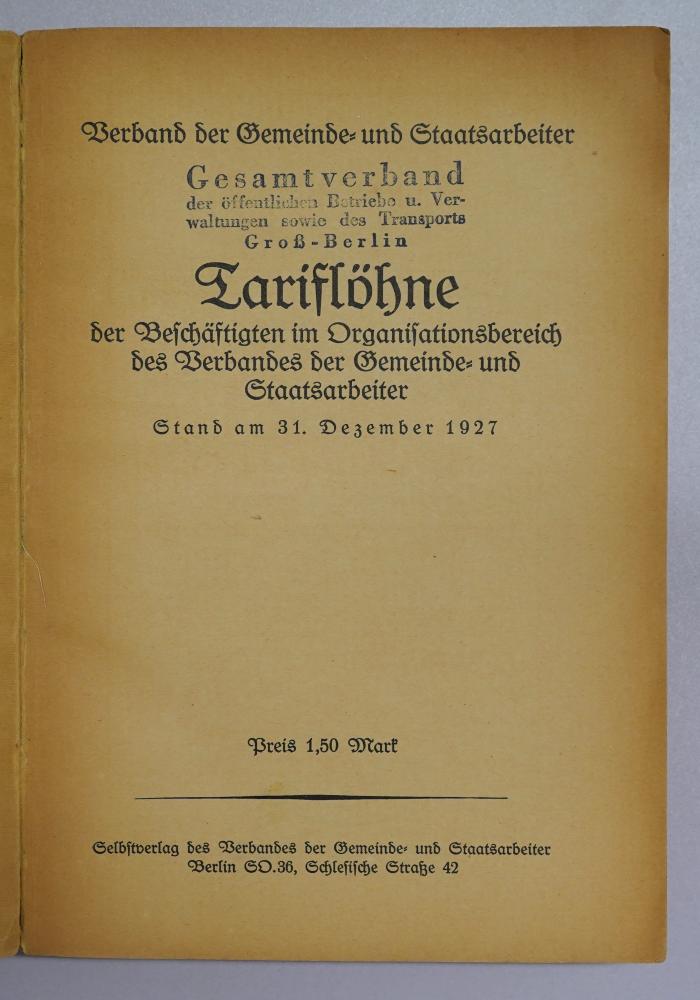 Verband der Gemeinde- und Staatsarbeiter
Gesamtverband
der öffentlichen Betriebe u. Ver-
waltungen sowie des Transports
Groß-Berlin
Tariflöhne
der Beschäftigten im Organisationsbereich
des Verbandes der Gemeinde- und
Staatsarbeiter
Stand am 31. Dezember 1927
Preis 1,50 Mark
Selbstverlag des Verbandes der Gemeinde- und Staatsarbeiter
Berlin SO.36, Schlesische Straße 42